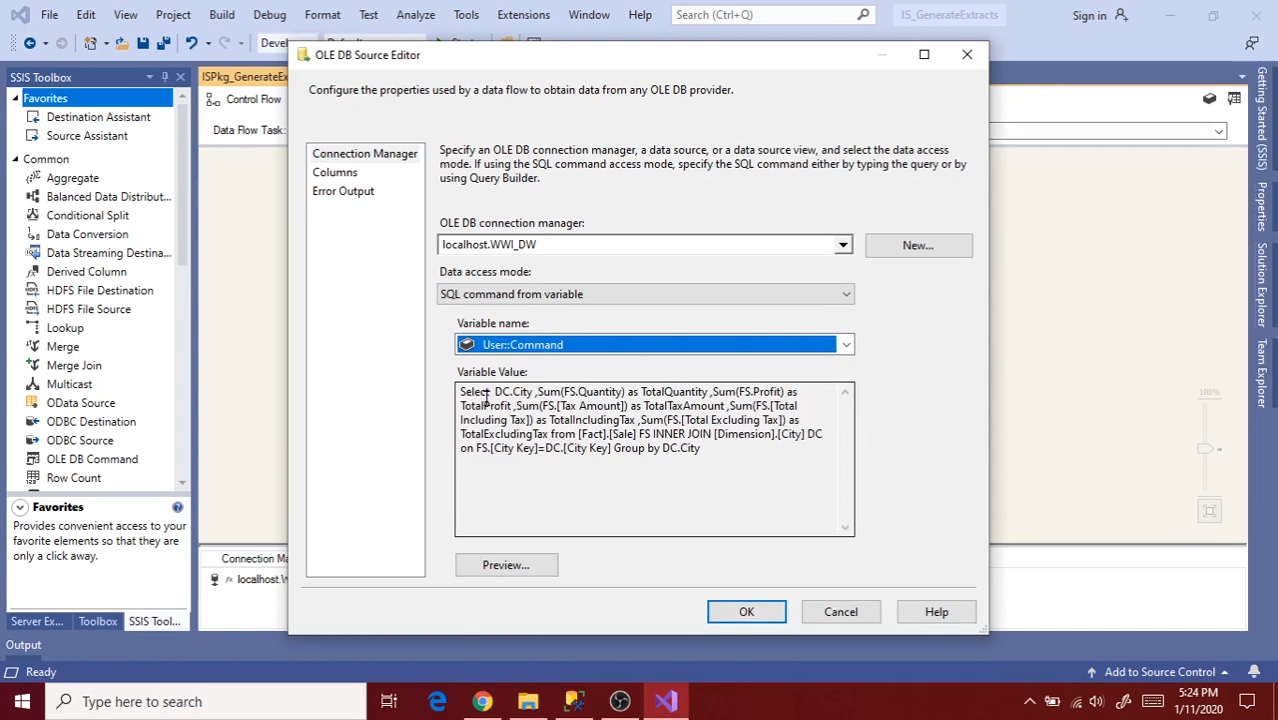 File Edit View Project Build Debug Format Test Analyze Tools Extensions Window Help Search (Ctrl+Q) IS_GenerateExtracts Sign in
SSIS Toolbox
Favorites
Destination Assistant
Source Assistant
Common
Aggregate
Balanced Data Distribut...
Conditional Split
Data Conversion
Data Streaming Destina...
Derived Column
HDFS File Destination
HDFS File Source
Lookup
Merge
Merge Join
Multicast
OData Source
ODBC Destination
ODBC Source
OLE DB Command
Row Count
Favorites
Provides convenient access to your
favorite elements so that they are
only a click away.
Server Ex... Toolbox SSIS Tool...
Output
Ready
Control Flow
Data Flow Task:
OLE DB Source Editor
Configure the properties used by a data flow to obtain data from any OLE DB provider.
Connection Manager
Columns
Error Output
Specify an OLE DB connection manager, a data source, or a data source view, and select the data access
mode. If using the SQL command access mode, specify the SQL command either by typing the query or by
using Query Builder.
OLE DB connection manager:
localhost.WWI_DW
New...
Data access mode:
SQL command from variable
Variable name:
User::Command
Variable Value:
Select DC.City ,Sum(FS.Quantity) as TotalQuantity ,Sum(FS.Profit) as
TotalProfit ,Sum(FS.[Tax Amount]) as TotalTaxAmount ,Sum(FS.[Total
Including Tax]) as TotalIncludingTax ,Sum(FS.[Total Excluding Tax]) as
TotalExcludingTax from [Fact].[Sale] FS INNER JOIN [Dimension].[City] DC
on FS.[City Key]=DC.[City Key] Group by DC.City
Preview...
OK Cancel Help
100%
Getting Started (SSIS)
Properties
Solution Explorer
Team Explorer
Add to Source Control
Type here to search
5:24 PM
1/11/2020